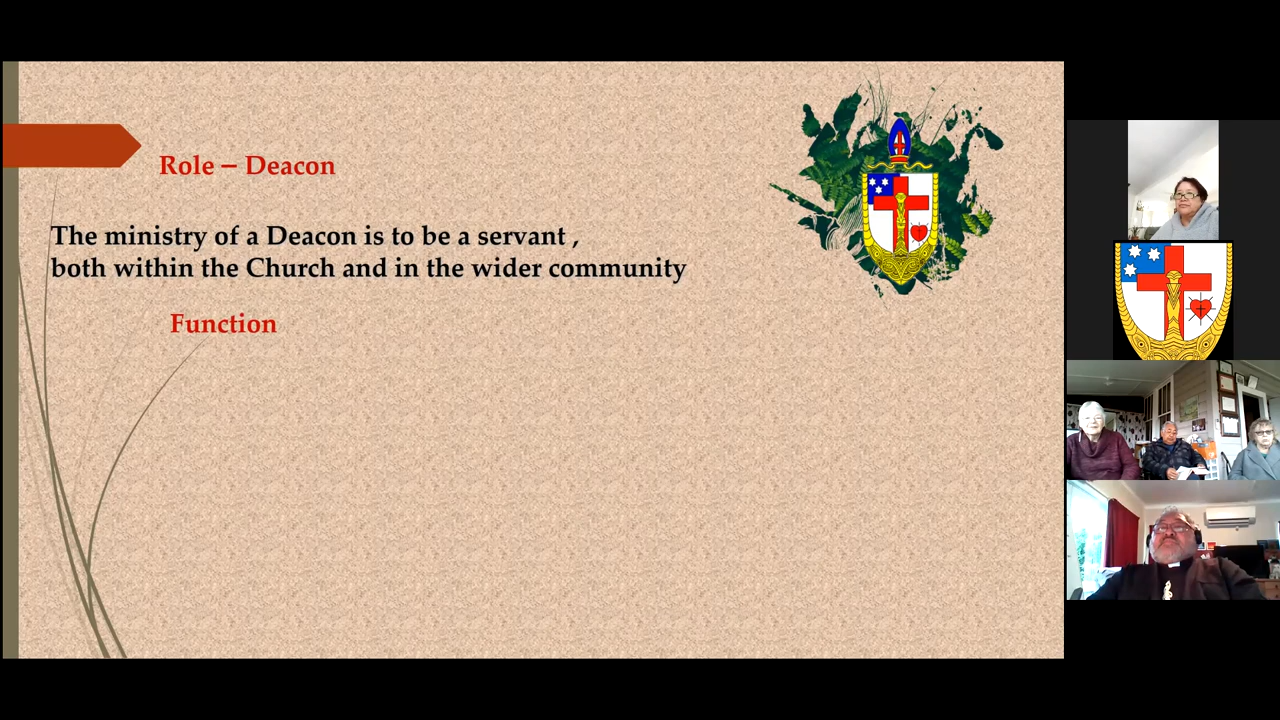 Role – Deacon
The ministry of a Deacon is to be a servant ,
both within the Church and in the wider community
Function